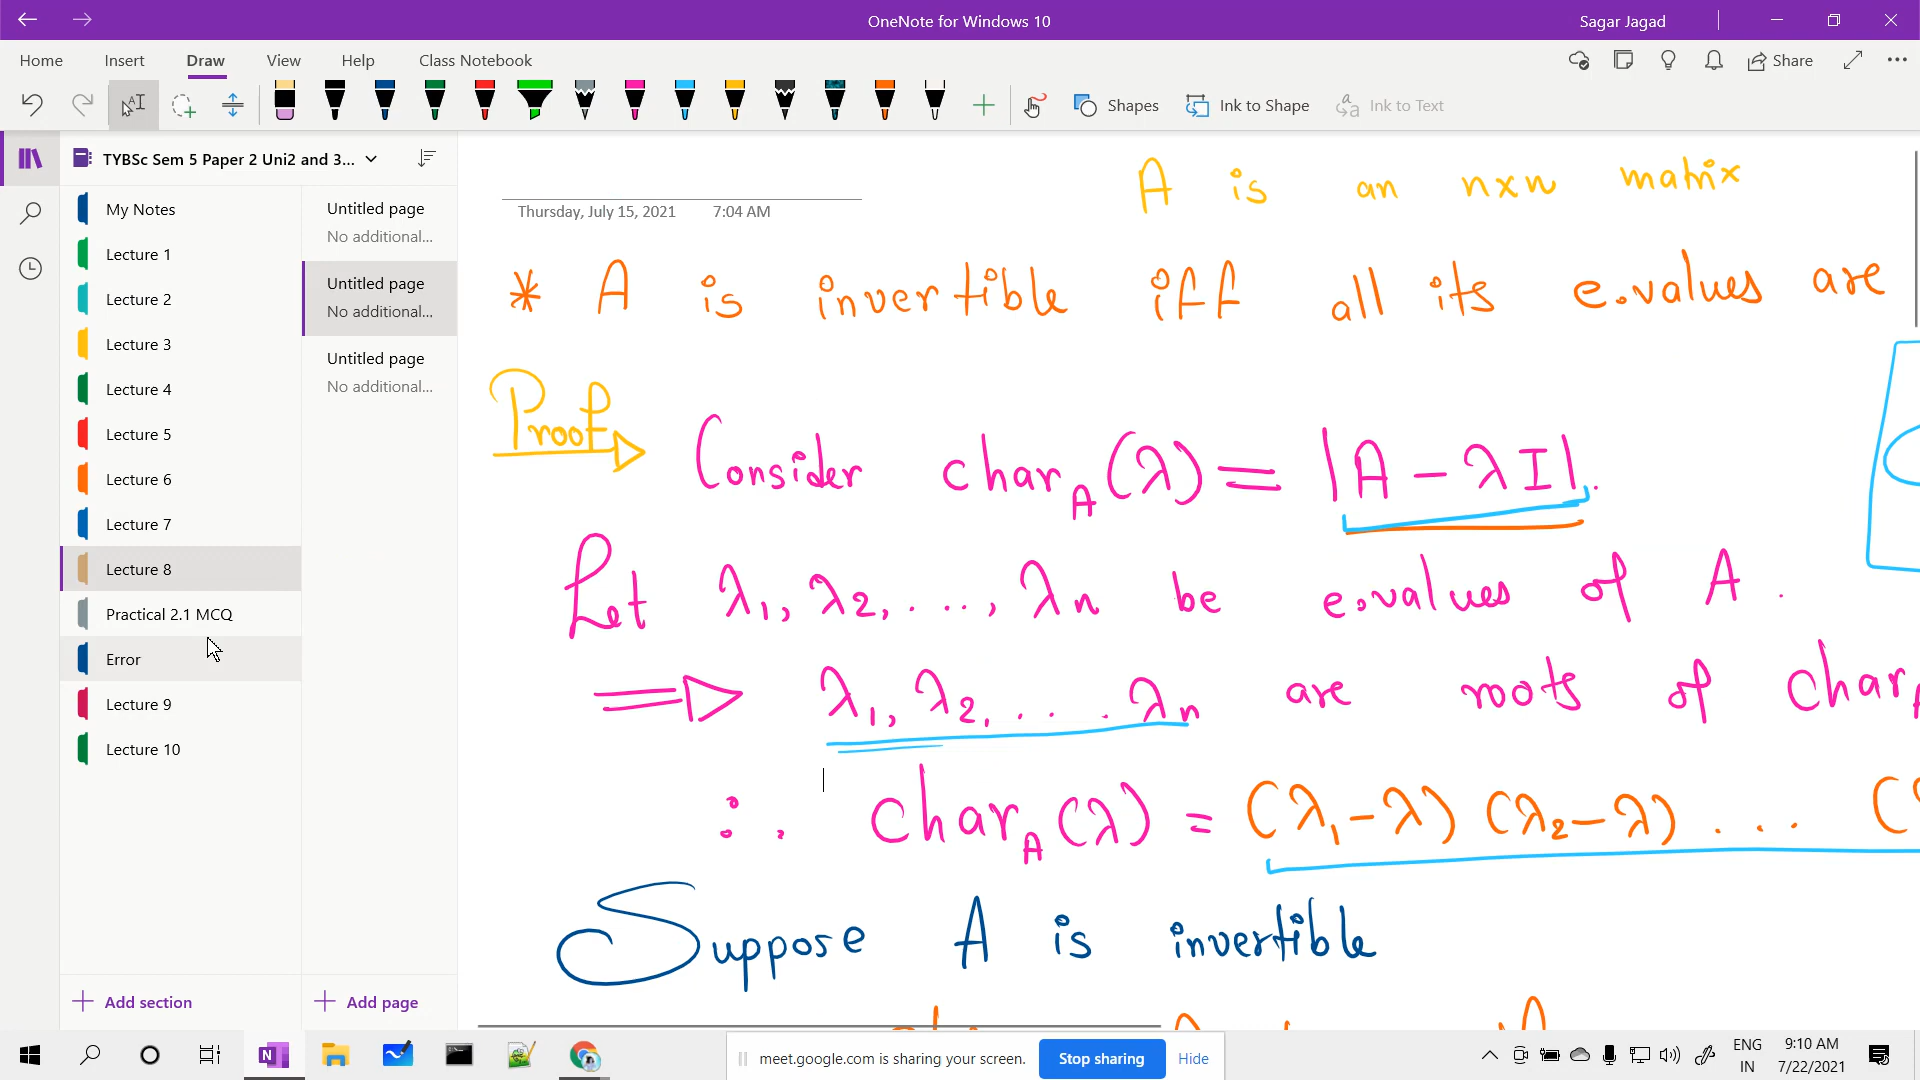 OneNote for Windows 10
Sagar Jagad
Home Insert Draw View Help Class Notebook
Share
Shapes Ink to Shape Ink to Text
TYBSc Sem 5 Paper 2 Uni2 and 3...
My Notes
Lecture 1
Lecture 2
Lecture 3
Lecture 4
Lecture 5
Lecture 6
Lecture 7
Lecture 8
Practical 2.1 MCQ
Error
Lecture 9
Lecture 10
Add section
Untitled page
No additional...
Untitled page
No additional...
Untitled page
No additional...
Add page
Thursday, July 15, 2021 7:04 AM
A is an nxn matrix
* A is invertible iff all its e.values are
Proof
Consider char_A(λ) = |A - λI|.
Let λ1, λ2, ..., λn be e.values of A.
⟹ λ1, λ2, .... λn are roots of char
∴ char_A(λ) = (λ1-λ) (λ2-λ) .... (
Suppose A is invertible
meet.google.com is sharing your screen. Stop sharing Hide
ENG
IN
9:10 AM
7/22/2021